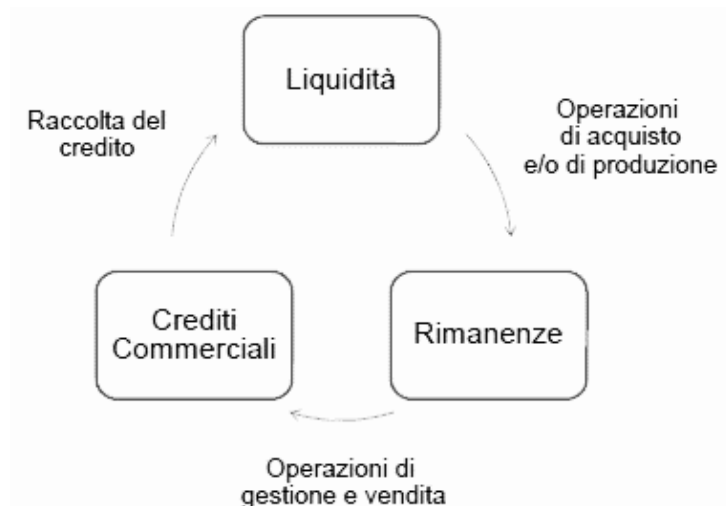 Liquidità
Raccolta del
credito
Operazioni
di acquisto
e/o di produzione
Crediti
Commerciali
Rimanenze
Operazioni di
gestione e vendita